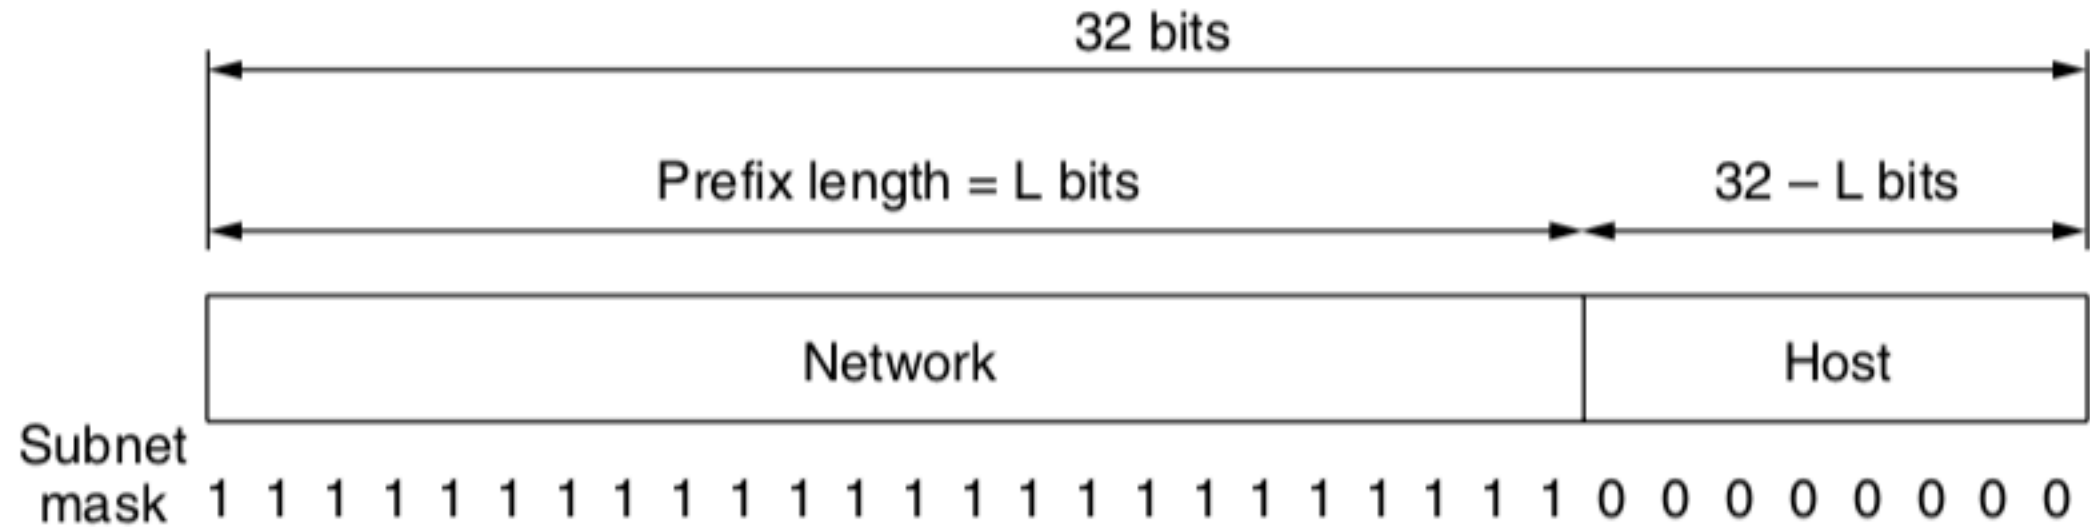 32 bits
Prefix length = L bits
32 – L bits
Network
Host
Subnet
mask
1 1 1 1 1 1 1 1 1 1 1 1 1 1 1 1 1 1 1 1 1 1 1 1 0 0 0 0 0 0 0 0